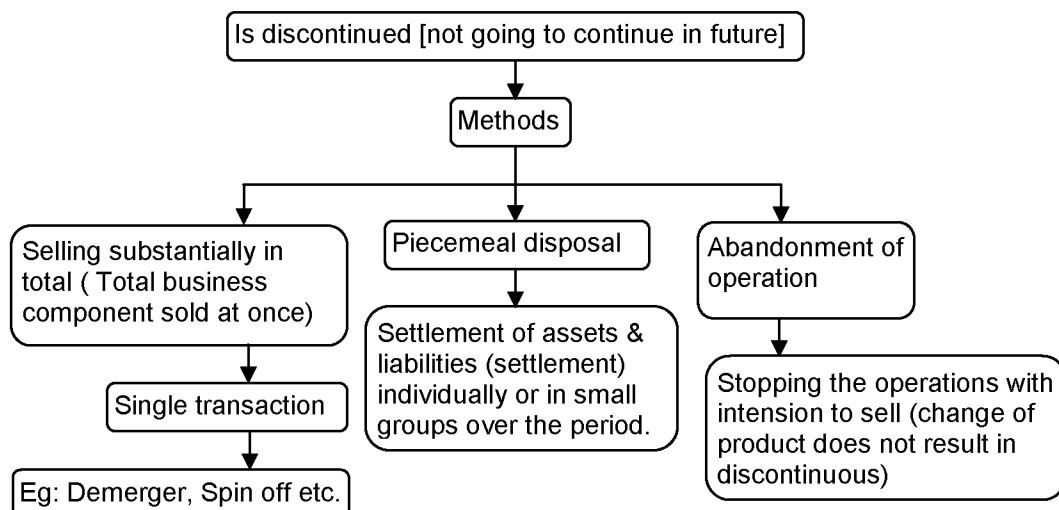 Is discontinued [not going to continue in future]
Methods
Selling substantially in
total ( Total business
component sold at once)
Single transaction
Eg: Demerger, Spin off etc.
Piecemeal disposal
Settlement of assets &
liabilities (settlement)
individually or in small
groups over the period.
Abandonment of
operation
Stopping the operations with
intension to sell (change of
product does not result in
discontinuous)